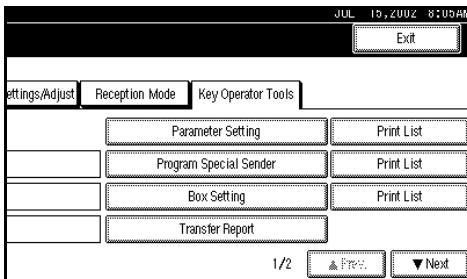 JUL 15,2002 8:05AM
Exit
ettings/Adjust Reception Mode Key Operator Tools
Parameter Setting Print List
Program Special Sender Print List
Box Setting Print List
Transfer Report
1/2 ▲ Prev. ▼ Next